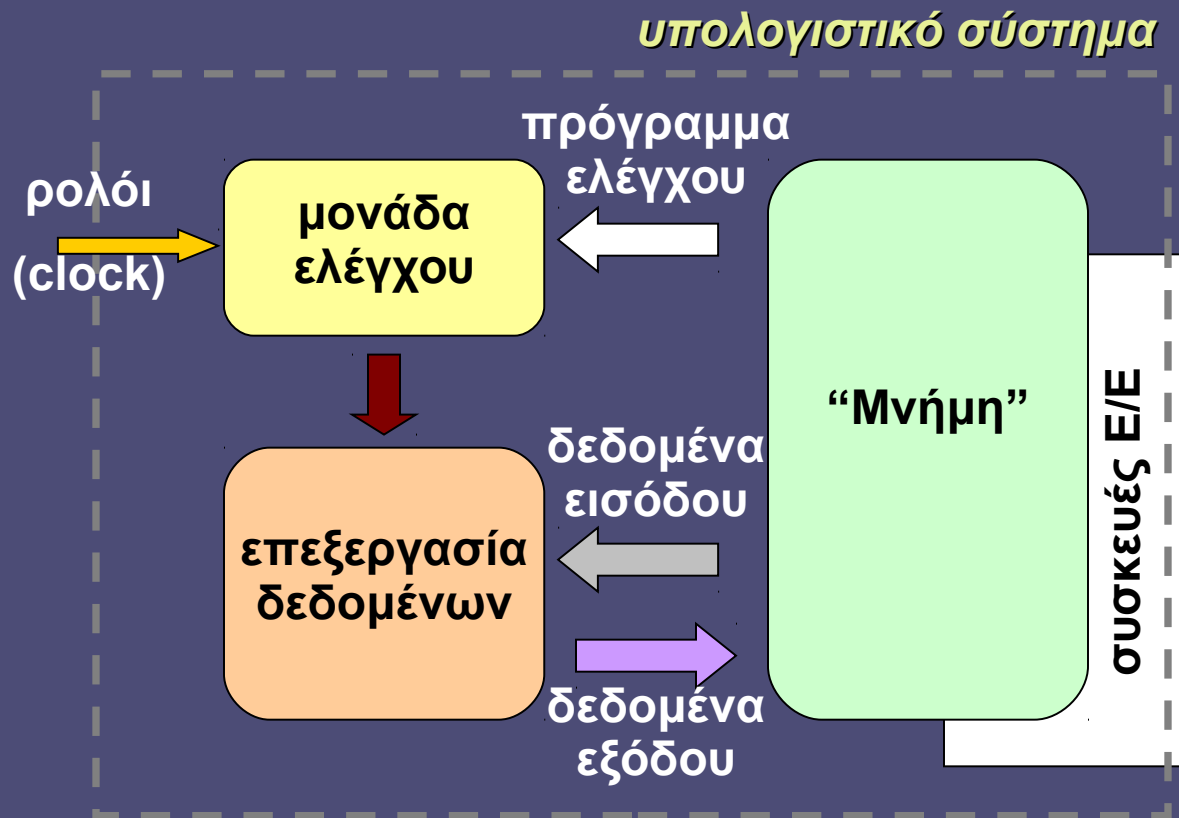 υπολογιστικό σύστημα
πρόγραμμα
ελέγχου
ρολόι
(clock)
μονάδα
ελέγχου
“Μνήμη”
συσκευές Ε/Ε
δεδομένα
εισόδου
επεξεργασία
δεδομένων
δεδομένα
εξόδου